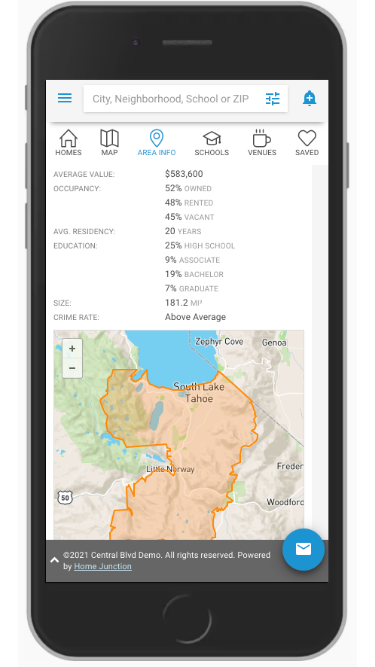 City, Neighborhood, School or ZIP
HOMES MAP AREA INFO SCHOOLS VENUES SAVED
AVERAGE VALUE: $583,600
OCCUPANCY: 52% OWNED
48% RENTED
45% VACANT
AVG. RESIDENCY: 20 YEARS
EDUCATION: 25% HIGH SCHOOL
9% ASSOCIATE
19% BACHELOR
7% GRADUATE
SIZE: 181.2 MI²
CRIME RATE: Above Average
+
Zephyr Cove Genoa
−
South Lake
Tahoe
Little Norway
Freder
50
Woodford
©2021 Central Blvd Demo. All rights reserved. Powered
by Home Junction